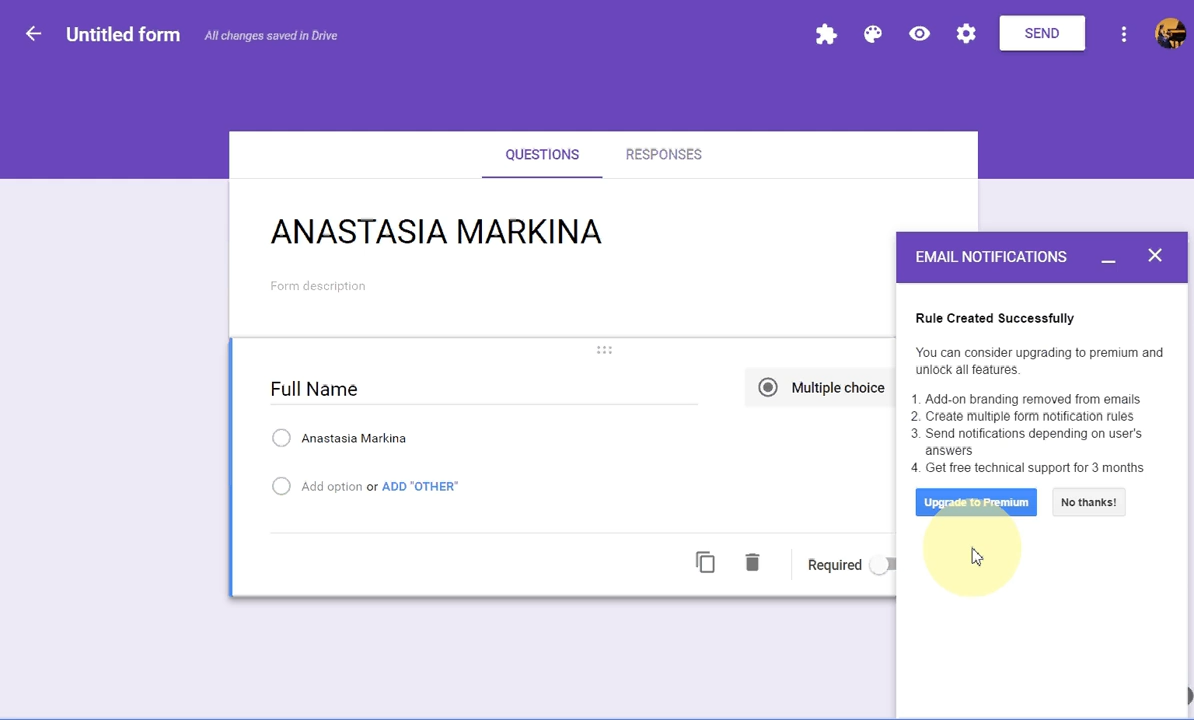 Untitled form
All changes saved in Drive
SEND
QUESTIONS
RESPONSES
ANASTASIA MARKINA
Form description
Full Name
Multiple choice
Anastasia Markina
Add option or ADD "OTHER"
Required
EMAIL NOTIFICATIONS
Rule Created Successfully
You can consider upgrading to premium and
unlock all features.
1. Add-on branding removed from emails
2. Create multiple form notification rules
3. Send notifications depending on user's
answers
4. Get free technical support for 3 months
Upgrade to Premium
No thanks!